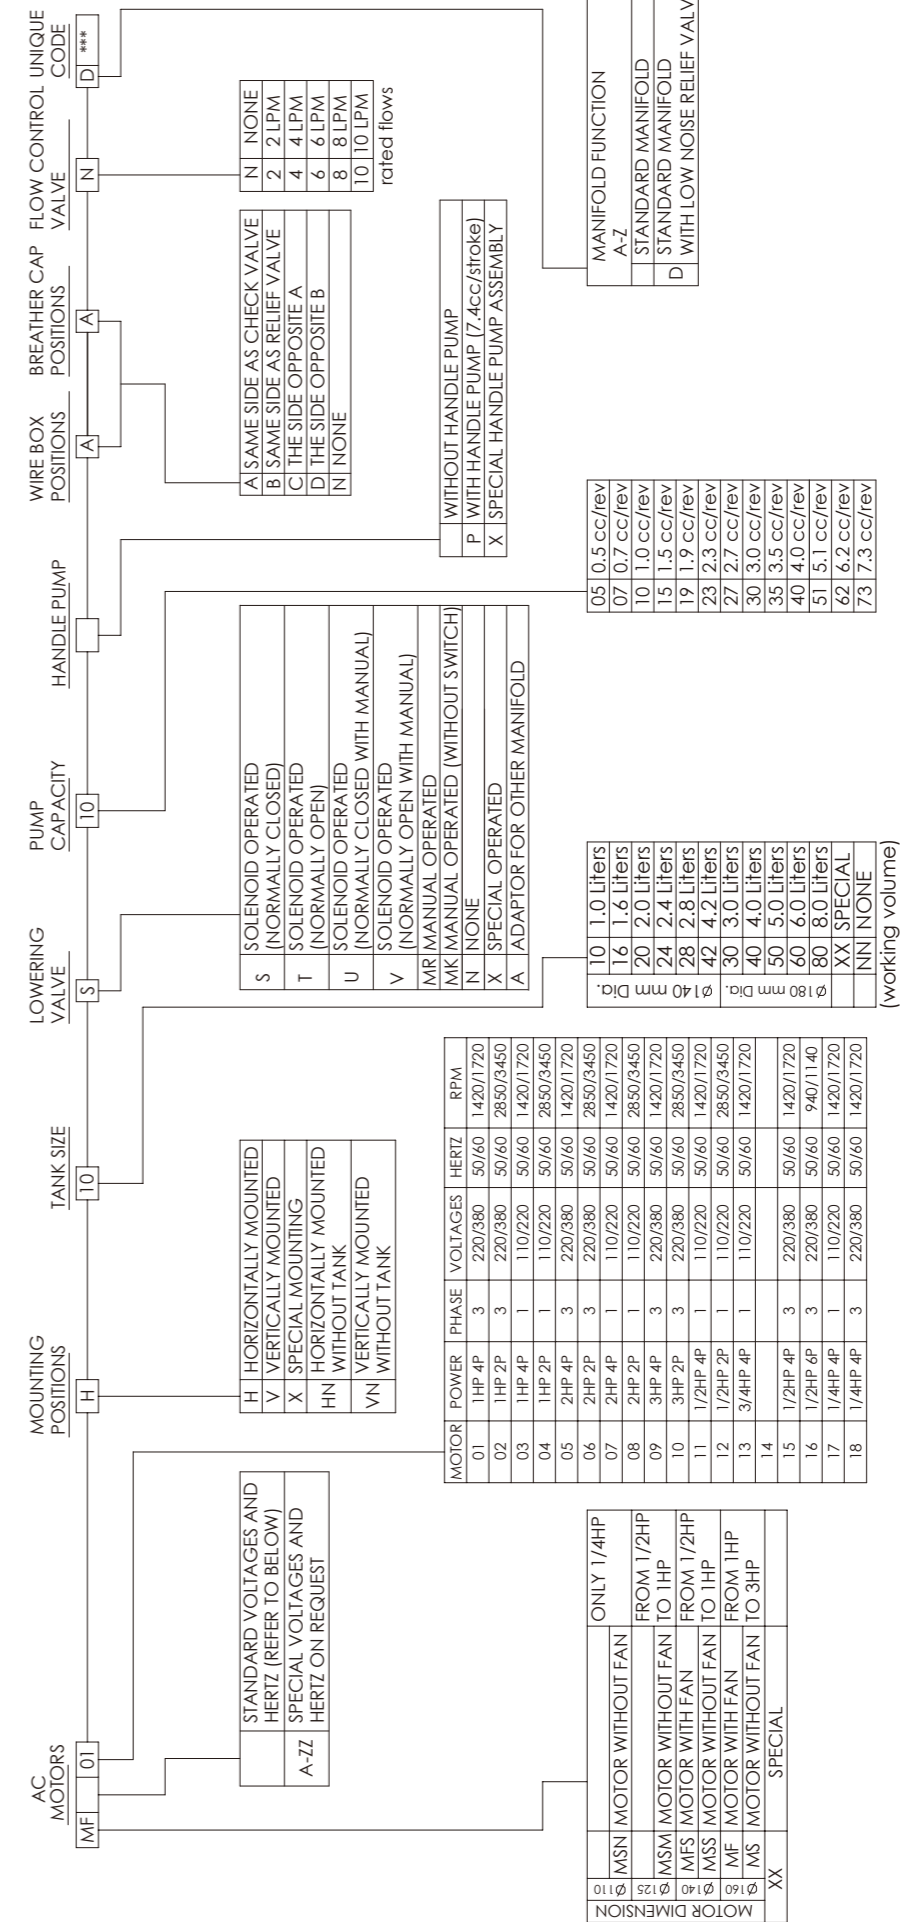 AC
MOTORS
MF 01
MOUNTING
POSITIONS
H
TANK SIZE
10
LOWERING
VALVE
S
PUMP
CAPACITY
10
HANDLE PUMP
WIRE BOX
POSITIONS
A
BREATHER CAP
POSITIONS
A
FLOW CONTROL
VALVE
N
UNIQUE
CODE
D ***
STANDARD VOLTAGES AND
HERTZ (REFER TO BELOW)
A-ZZ SPECIAL VOLTAGES AND
HERTZ ON REQUEST
H HORIZONTALLY MOUNTED
V VERTICALLY MOUNTED
X SPECIAL MOUNTING
HN HORIZONTALLY MOUNTED
WITHOUT TANK
VN VERTICALLY MOUNTED
WITHOUT TANK
S SOLENOID OPERATED
(NORMALLY CLOSED)
T SOLENOID OPERATED
(NORMALLY OPEN)
U SOLENOID OPERATED
(NORMALLY CLOSED WITH MANUAL)
V SOLENOID OPERATED
(NORMALLY OPEN WITH MANUAL)
MR MANUAL OPERATED
MK MANUAL OPERATED (WITHOUT SWITCH)
N NONE
X SPECIAL OPERATED
A ADAPTOR FOR OTHER MANIFOLD
A SAME SIDE AS CHECK VALVE
B SAME SIDE AS RELIEF VALVE
C THE SIDE OPPOSITE A
D THE SIDE OPPOSITE B
N NONE
N NONE
2 2 LPM
4 4 LPM
6 6 LPM
8 8 LPM
10 10 LPM
rated flows
WITHOUT HANDLE PUMP
P WITH HANDLE PUMP (7.4cc/stroke)
X SPECIAL HANDLE PUMP ASSEMBLY
MOTOR POWER PHASE VOLTAGES HERTZ RPM
01 1HP 4P 3 220/380 50/60 1420/1720
02 1HP 2P 3 220/380 50/60 2850/3450
03 1HP 4P 1 110/220 50/60 1420/1720
04 1HP 2P 1 110/220 50/60 2850/3450
05 2HP 4P 3 220/380 50/60 1420/1720
06 2HP 2P 3 220/380 50/60 2850/3450
07 2HP 4P 1 110/220 50/60 1420/1720
08 2HP 2P 1 110/220 50/60 2850/3450
09 3HP 4P 3 220/380 50/60 1420/1720
10 3HP 2P 3 220/380 50/60 2850/3450
11 1/2HP 4P 1 110/220 50/60 1420/1720
12 1/2HP 2P 1 110/220 50/60 2850/3450
13 3/4HP 4P 1 110/220 50/60 1420/1720
14
15 1/2HP 4P 3 220/380 50/60 1420/1720
16 1/2HP 6P 3 220/380 50/60 940/1140
17 1/4HP 4P 1 110/220 50/60 1420/1720
18 1/4HP 4P 3 220/380 50/60 1420/1720
MOTOR DIMENSION
Ø110 MSN MOTOR WITHOUT FAN ONLY 1/4HP
Ø125 MSM MOTOR WITHOUT FAN FROM 1/2HP TO 1HP
Ø140 MFS MOTOR WITH FAN FROM 1/2HP
MSS MOTOR WITHOUT FAN TO 1HP
Ø160 MF MOTOR WITH FAN FROM 1HP
MS MOTOR WITHOUT FAN TO 3HP
XX SPECIAL
Ø140 mm Dia.
10 1.0 Liters
16 1.6 Liters
20 2.0 Liters
24 2.4 Liters
28 2.8 Liters
42 4.2 Liters
Ø180 mm Dia.
30 3.0 Liters
40 4.0 Liters
50 5.0 Liters
60 6.0 Liters
80 8.0 Liters
XX SPECIAL
NN NONE
(working volume)
05 0.5 cc/rev
07 0.7 cc/rev
10 1.0 cc/rev
15 1.5 cc/rev
19 1.9 cc/rev
23 2.3 cc/rev
27 2.7 cc/rev
30 3.0 cc/rev
35 3.5 cc/rev
40 4.0 cc/rev
51 5.1 cc/rev
62 6.2 cc/rev
73 7.3 cc/rev
MANIFOLD FUNCTION
A-Z
STANDARD MANIFOLD
D STANDARD MANIFOLD
WITH LOW NOISE RELIEF VALV